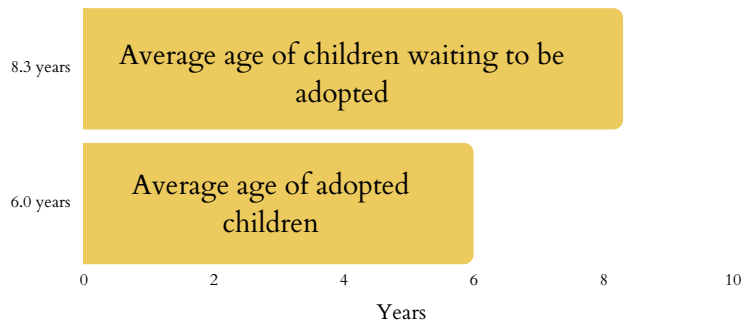 8.3 years
Average age of children waiting to be
adopted
6.0 years
Average age of adopted
children
0 2 4 6 8 10
Years